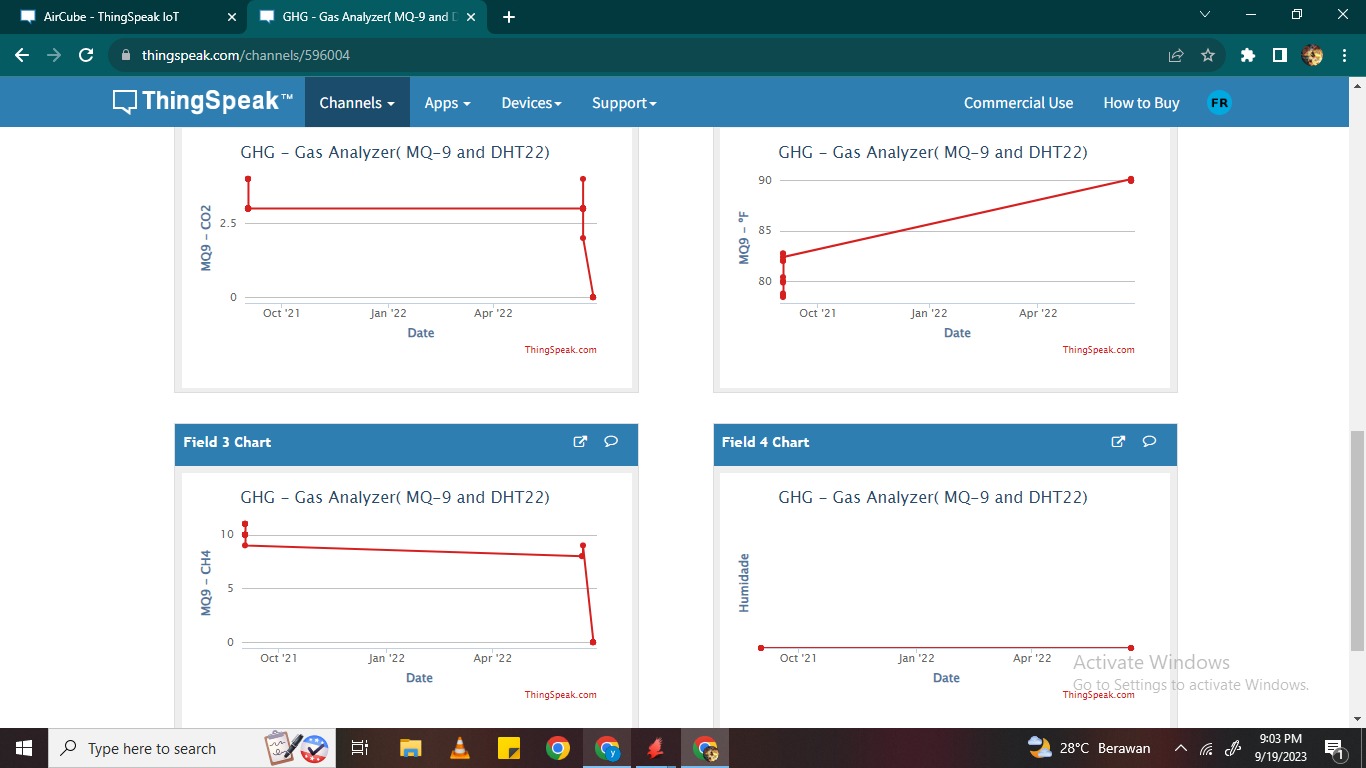 AirCube - ThingSpeak IoT
GHG - Gas Analyzer( MQ-9 and D
thingspeak.com/channels/596004
ThingSpeak™
Channels
Apps
Devices
Support
Commercial Use
How to Buy
FR
GHG - Gas Analyzer( MQ-9 and DHT22)
MQ9 - CO2
2.5
0
Oct '21
Jan '22
Apr '22
Date
ThingSpeak.com
GHG - Gas Analyzer( MQ-9 and DHT22)
MQ9 - ºF
90
85
80
Oct '21
Jan '22
Apr '22
Date
ThingSpeak.com
Field 3 Chart
GHG - Gas Analyzer( MQ-9 and DHT22)
MQ9 - CH4
10
5
0
Oct '21
Jan '22
Apr '22
Date
ThingSpeak.com
Field 4 Chart
GHG - Gas Analyzer( MQ-9 and DHT22)
Humidape
Oct '21
Jan '22
Apr '22
Date
ThingSpeak.com
Activate Windows
Go to Settings to activate Windows.
Type here to search
y
28°C Berawan
9:03 PM
9/19/2023
1